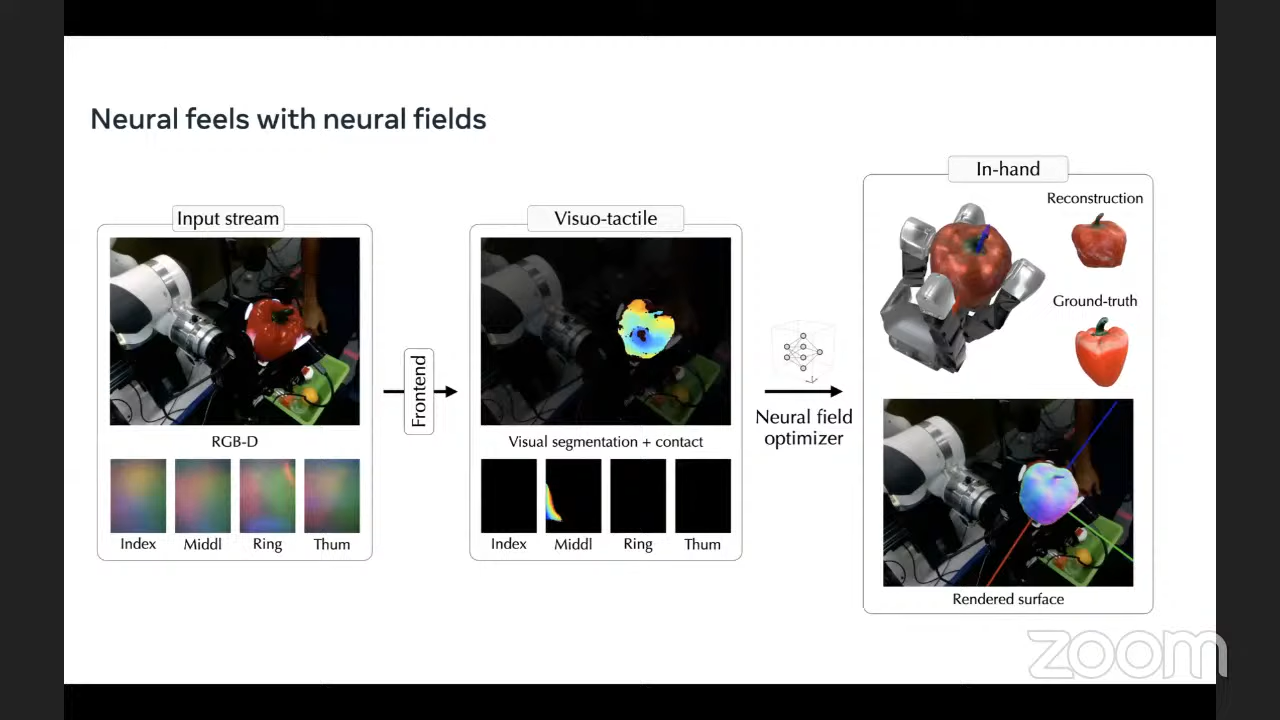 Neural feels with neural fields
Input stream
RGB-D
Index
Middl
Ring
Thum
Frontend
Visuo-tactile
Visual segmentation + contact
Index
Middl
Ring
Thum
Neural field
optimizer
In-hand
Reconstruction
Ground-truth
Rendered surface
zoom